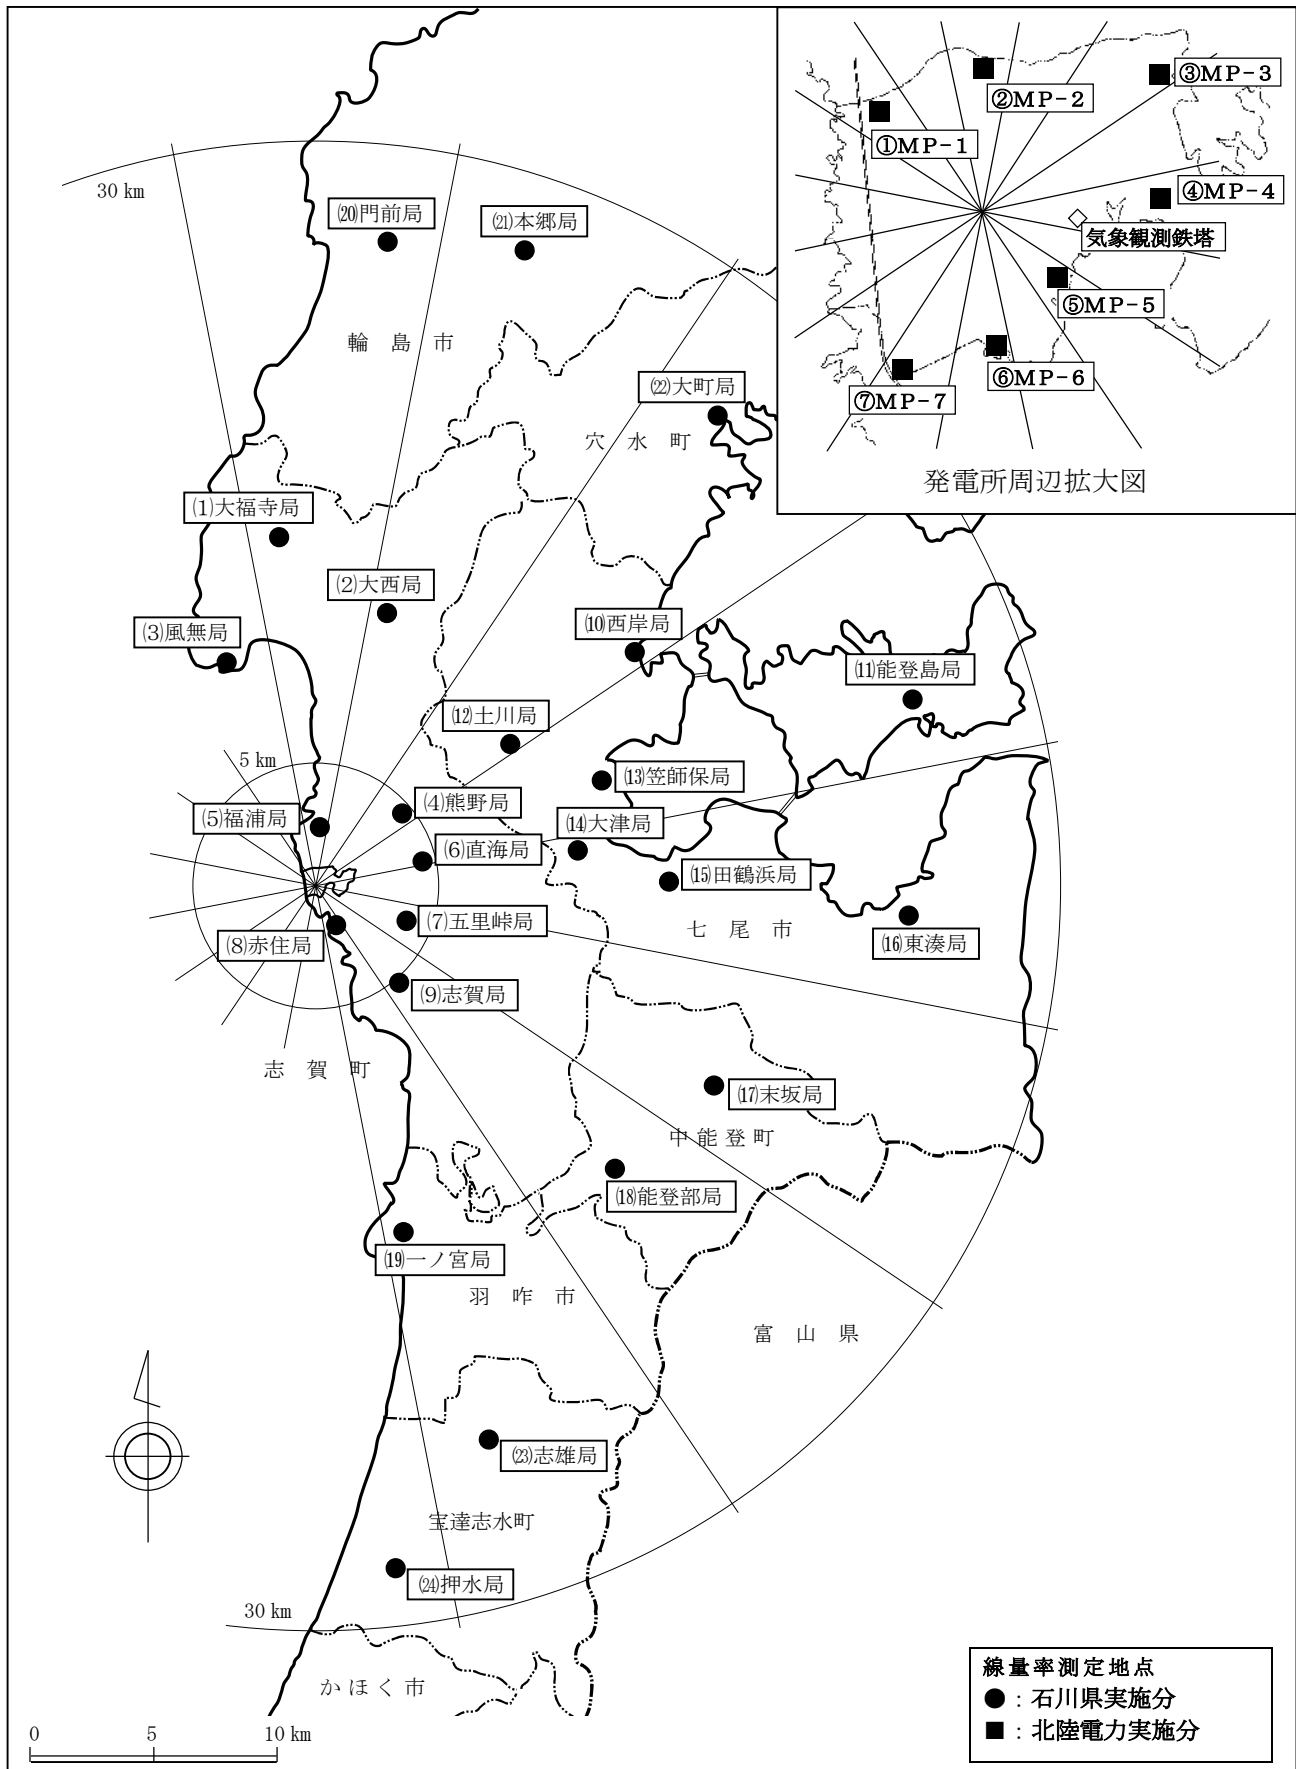 30 km
⒇門前局
㉑本郷局
①MP-1
②MP-2
③MP-3
④MP-4
気象観測鉄塔
⑤MP-5
⑥MP-6
⑦MP-7
発電所周辺拡大図
輪島市
㉒大町局
穴水町
⑴大福寺局
⑵大西局
⑶風無局
⑽西岸局
⑾能登島局
⑿土川局
5 km
⒀笠師保局
⑷熊野局
⑸福浦局
⒁大津局
⑹直海局
⒂田鶴浜局
⑺五里峠局
七尾市
⒃東湊局
⑻赤住局
⑼志賀局
志賀町
⒄末坂局
中能登町
⒅能登部局
⒆一ノ宮局
羽咋市
富山県
㉓志雄局
宝達志水町
㉔押水局
30 km
かほく市
0 5 10 km
線量率測定地点
●：石川県実施分
■：北陸電力実施分